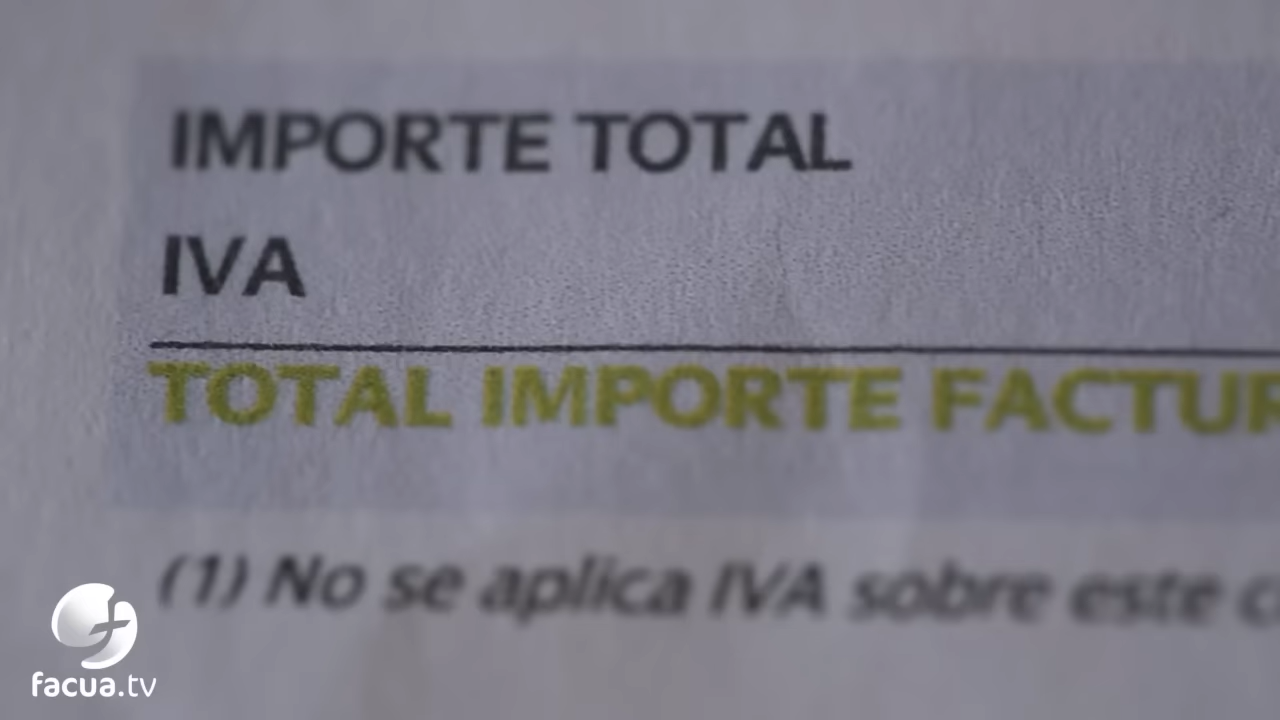 IMPORTE TOTAL
IVA
TOTAL IMPORTE FACTUR
(1) No se aplica IVA sobre este c
facua.tv